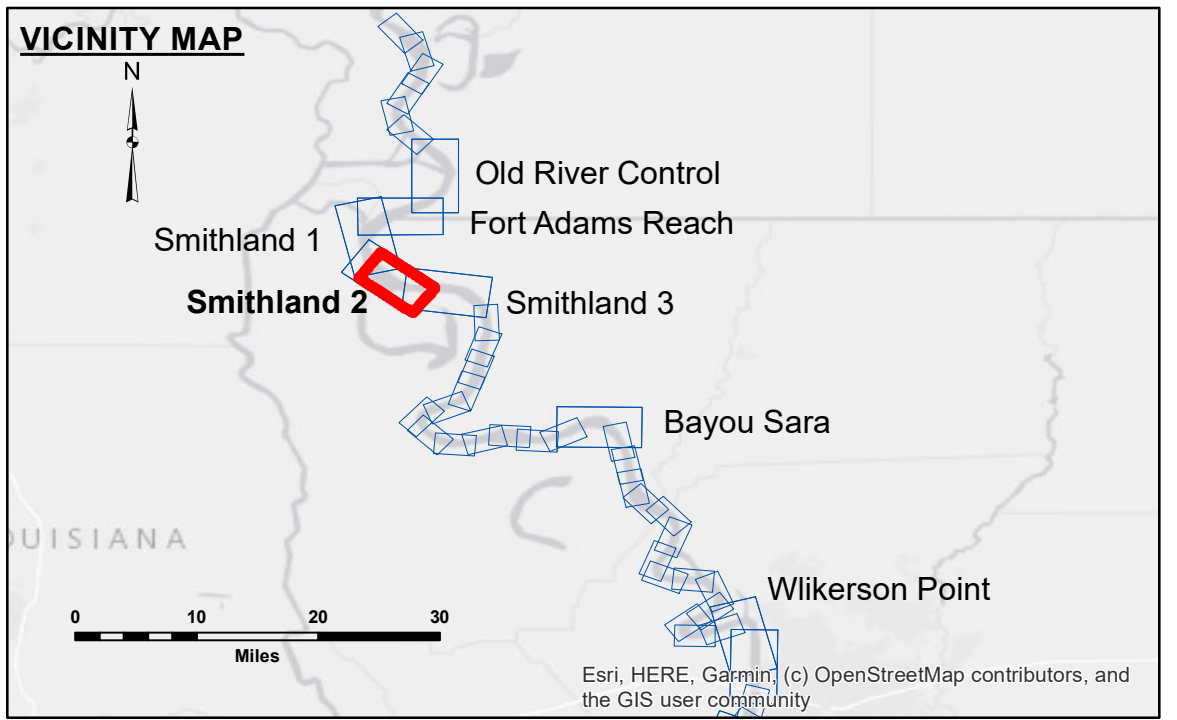 VICINITY MAP
N
Old River Control
Fort Adams Reach
Smithland 1
Smithland 2
Smithland 3
Bayou Sara
OUISIANA
Wlikerson Point
0 10 20 30
Miles
Esri, HERE, Garmin, (c) OpenStreetMap contributors, and
the GIS user community